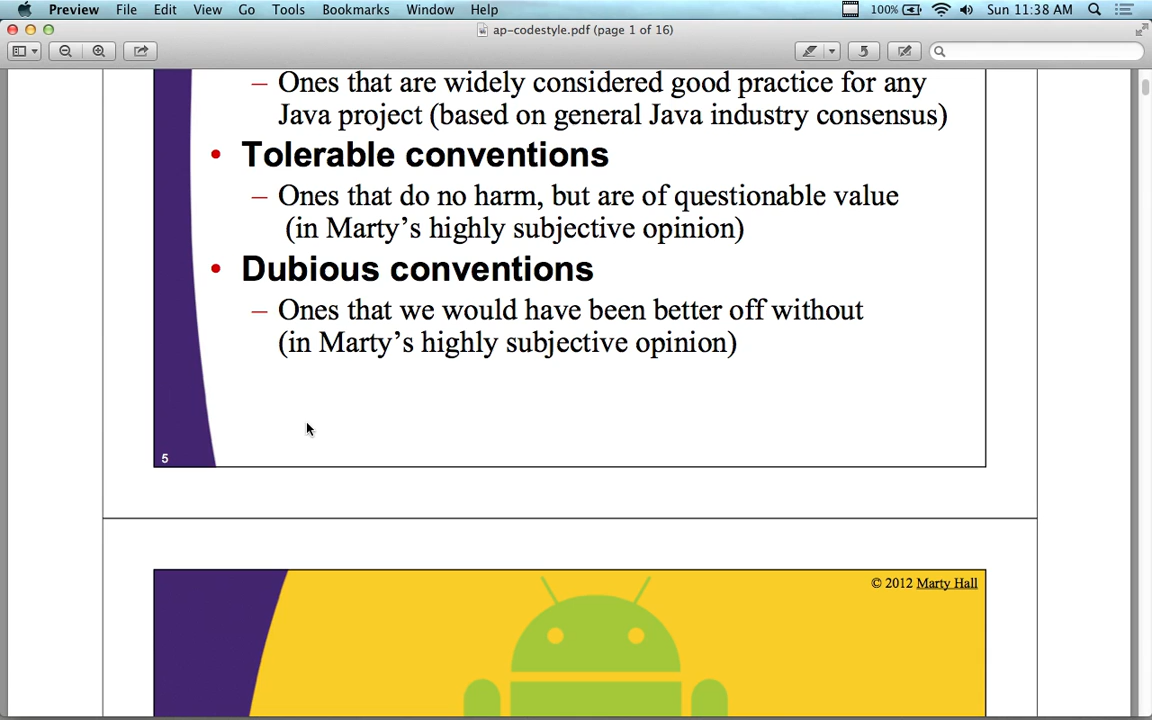 Preview File Edit View Go Tools Bookmarks Window Help 100% Sun 11:38 AM
ap-codestyle.pdf (page 1 of 16)
– Ones that are widely considered good practice for any
Java project (based on general Java industry consensus)
• Tolerable conventions
– Ones that do no harm, but are of questionable value
(in Marty’s highly subjective opinion)
• Dubious conventions
– Ones that we would have been better off without
(in Marty’s highly subjective opinion)
5
© 2012 Marty Hall